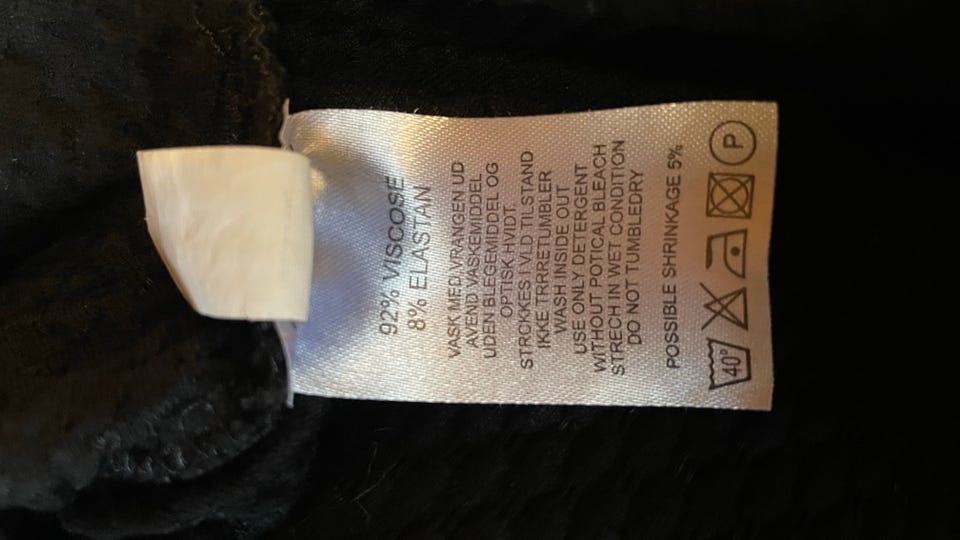 92% VISCOSE
8% ELASTAN
VASK MED VRANGEN UD
AVEND VASKEMIDDEL
UDEN BLEGEMIDDEL OG
OPTISK HVIDT
STRCKKES I VLD TILSTAND
IKKE TRRRETUMBLER
WASH INSIDE OUT
USE ONLY DETERGENT
WITHOUT POTICAL BLEACH
STRECH IN WET CONDITION
DO NOT TUMBLEDRY
POSSIBLE SHRINKAGE 5%
40° P